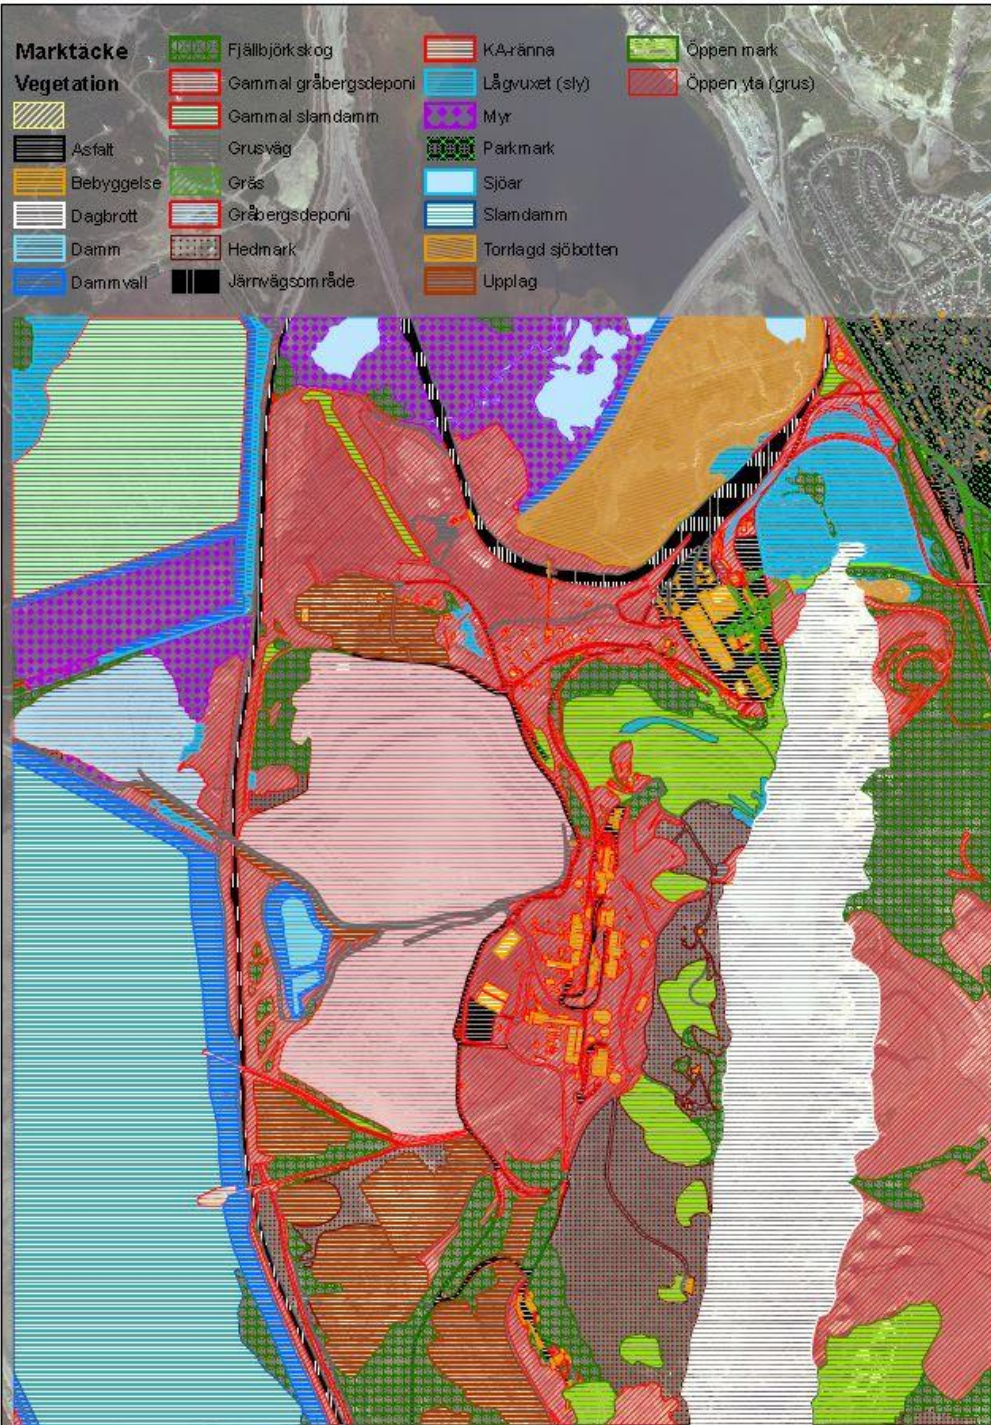 Marktäcke
Vegetation
Asfalt
Bebyggelse
Dagbrott
Damm
Dammvall
Fjällbjörkskog
Gammal gråbergsdeponi
Gammal slamdamm
Grusväg
Gräs
Gråbergsdeponi
Hedmark
Järnvägsområde
KA-ränna
Lågvuxet (sly)
Myr
Parkmark
Sjöar
Slamdamm
Torrlagd sjöbotten
Upplag
Öppen mark
Öppen yta (grus)